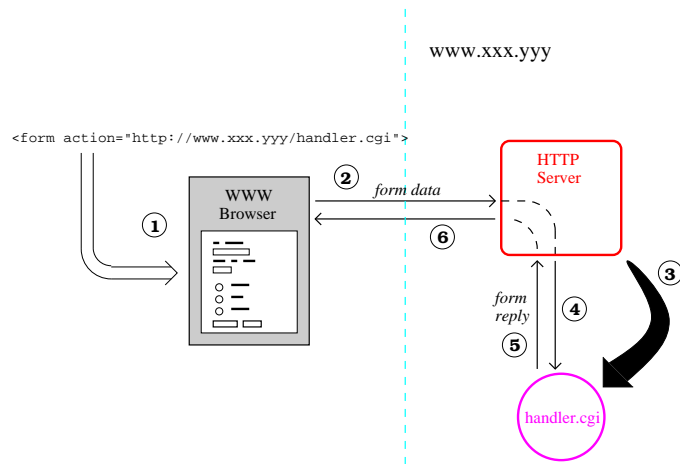 www.xxx.yyy
<form action="http://www.xxx.yyy/handler.cgi">
HTTP
Server
2
form data
WWW
Browser
1
6
3
form
reply
4
5
handler.cgi